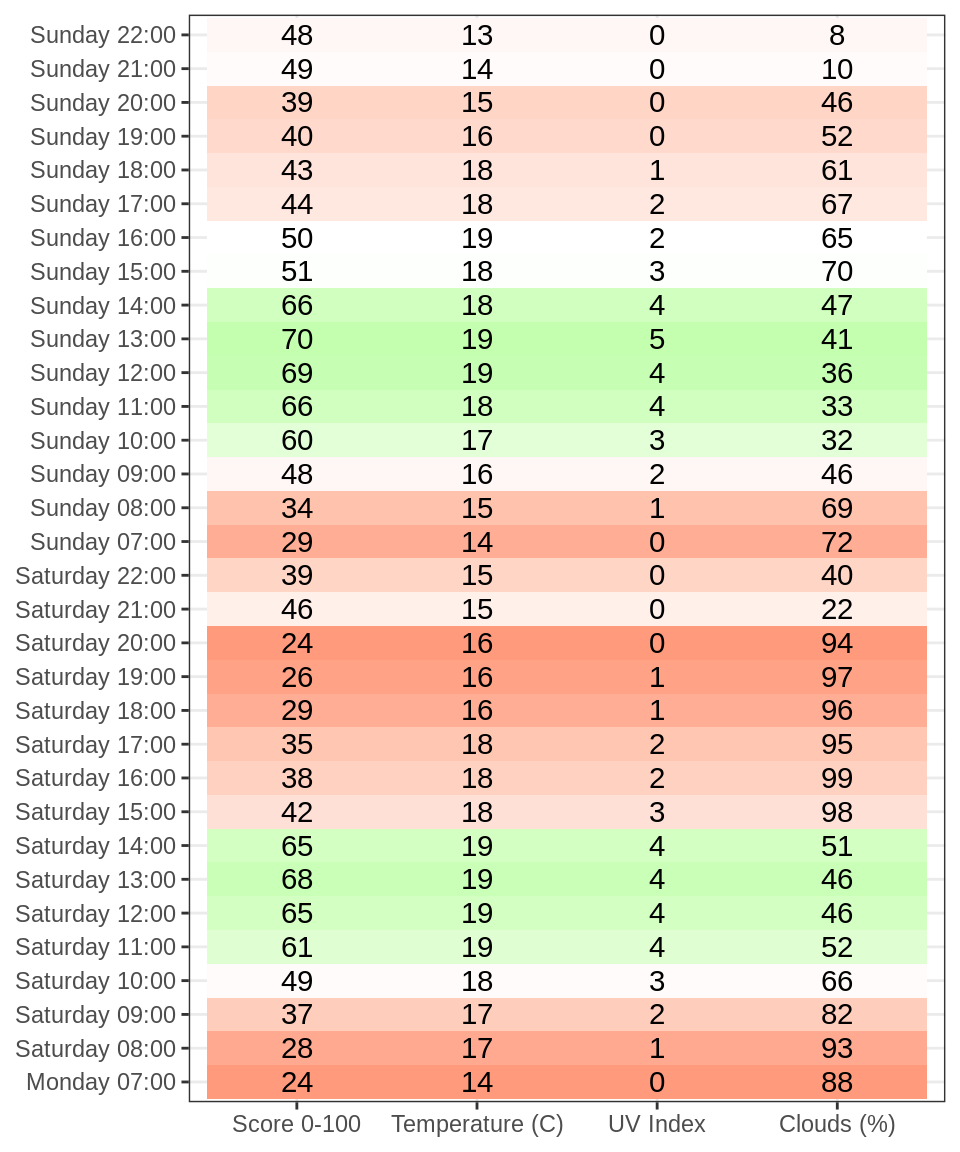 Sunday 22:00 48 13 0 8
Sunday 21:00 49 14 0 10
Sunday 20:00 39 15 0 46
Sunday 19:00 40 16 0 52
Sunday 18:00 43 18 1 61
Sunday 17:00 44 18 2 67
Sunday 16:00 50 19 2 65
Sunday 15:00 51 18 3 70
Sunday 14:00 66 18 4 47
Sunday 13:00 70 19 5 41
Sunday 12:00 69 19 4 36
Sunday 11:00 66 18 4 33
Sunday 10:00 60 17 3 32
Sunday 09:00 48 16 2 46
Sunday 08:00 34 15 1 69
Sunday 07:00 29 14 0 72
Saturday 22:00 39 15 0 40
Saturday 21:00 46 15 0 22
Saturday 20:00 24 16 0 94
Saturday 19:00 26 16 1 97
Saturday 18:00 29 16 1 96
Saturday 17:00 35 18 2 95
Saturday 16:00 38 18 2 99
Saturday 15:00 42 18 3 98
Saturday 14:00 65 19 4 51
Saturday 13:00 68 19 4 46
Saturday 12:00 65 19 4 46
Saturday 11:00 61 19 4 52
Saturday 10:00 49 18 3 66
Saturday 09:00 37 17 2 82
Saturday 08:00 28 17 1 93
Monday 07:00 24 14 0 88
Score 0-100 Temperature (C) UV Index Clouds (%)